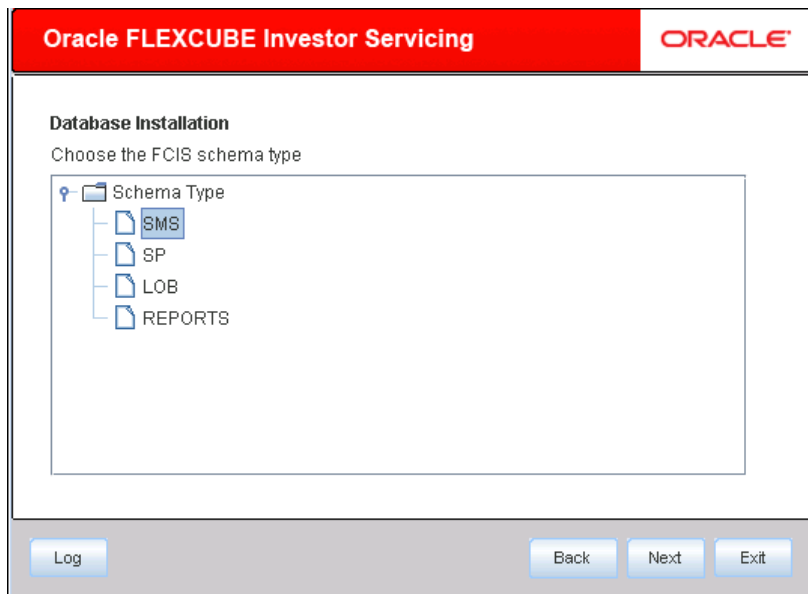 Oracle FLEXCUBE Investor Servicing
ORACLE
Database Installation
Choose the FCIS schema type
Schema Type
SMS
SP
LOB
REPORTS
Log
Back
Next
Exit